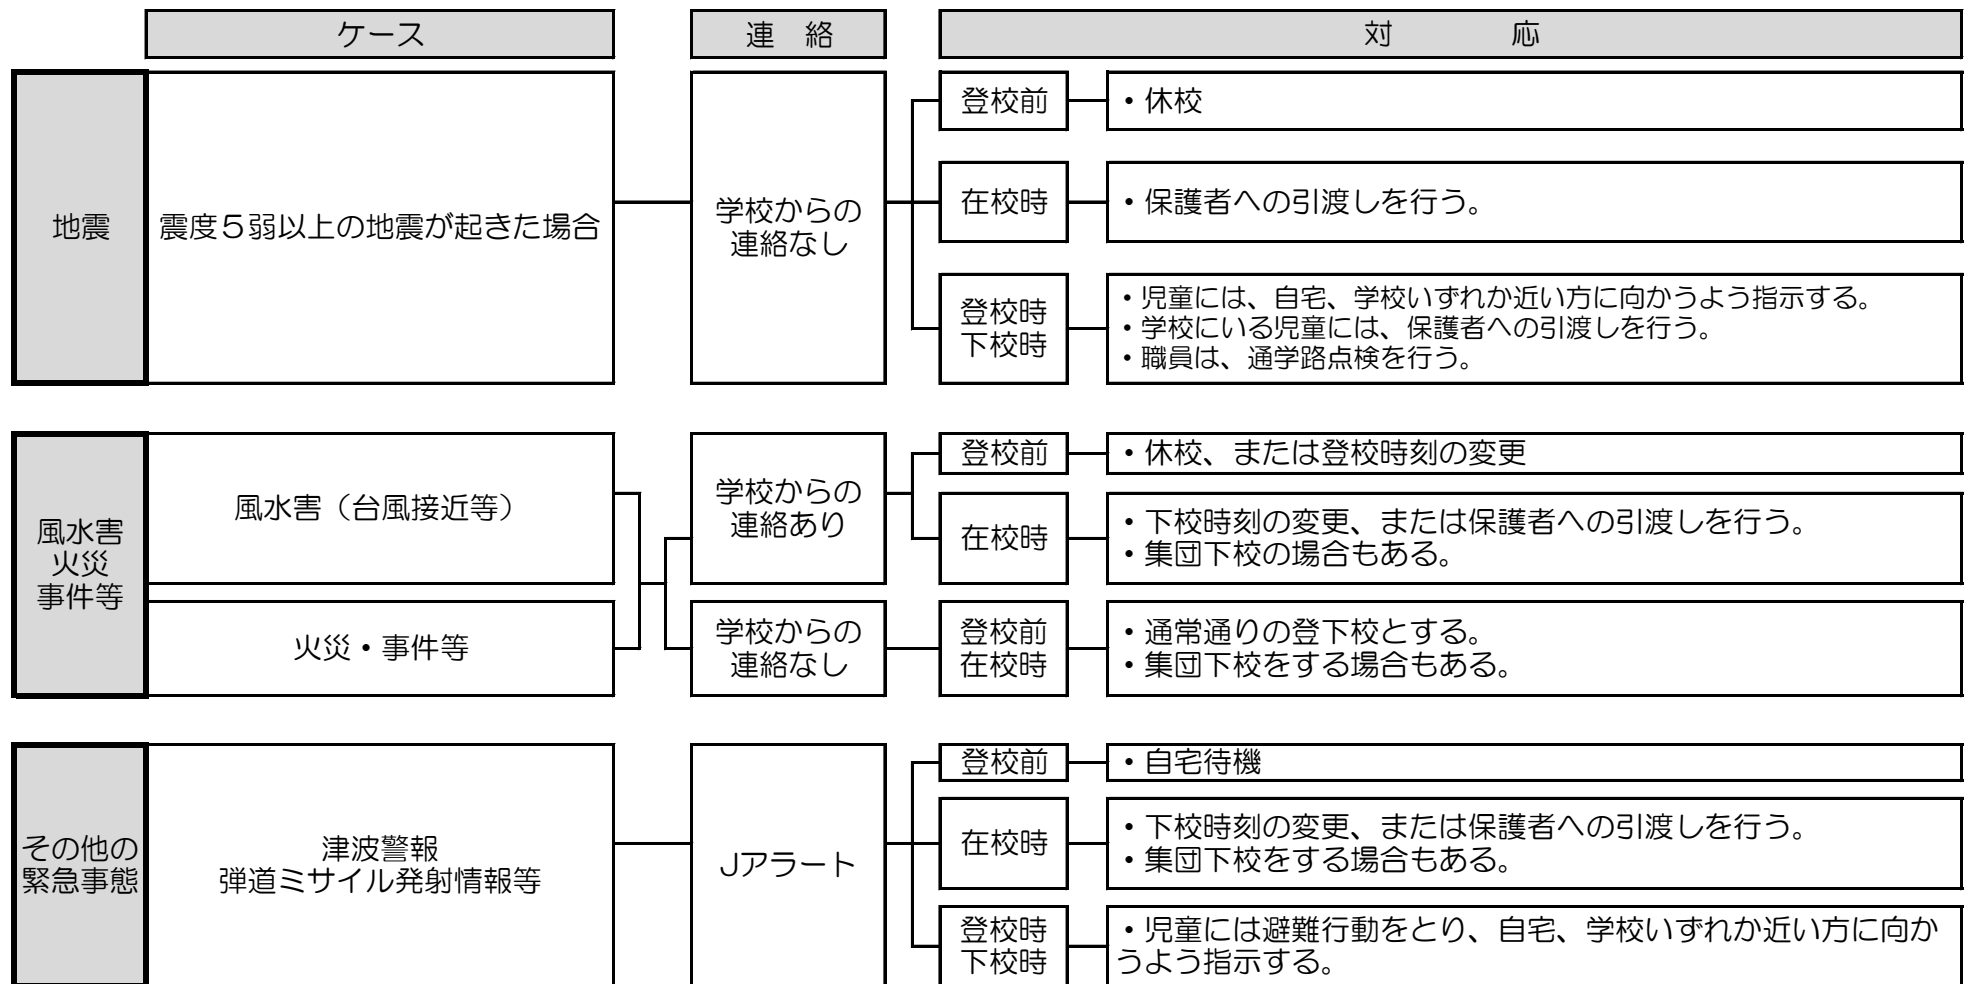 ケース
連　絡
対　応
地震
震度５弱以上の地震が起きた場合
学校からの
連絡なし
登校前
・休校
在校時
・保護者への引渡しを行う。
登校時
下校時
・児童には、自宅、学校いずれか近い方に向かうよう指示する。
・学校にいる児童には、保護者への引渡しを行う。
・職員は、通学路点検を行う。
風水害
火災
事件等
風水害（台風接近等）
火災・事件等
学校からの
連絡あり
登校前
・休校、または登校時刻の変更
在校時
・下校時刻の変更、または保護者への引渡しを行う。
・集団下校の場合もある。
学校からの
連絡なし
登校前
在校時
・通常通りの登下校とする。
・集団下校をする場合もある。
その他の
緊急事態
津波警報
弾道ミサイル発射情報等
Jアラート
登校前
・自宅待機
在校時
・下校時刻の変更、または保護者への引渡しを行う。
・集団下校をする場合もある。
登校時
下校時
・児童には避難行動をとり、自宅、学校いずれか近い方に向か
うよう指示する。